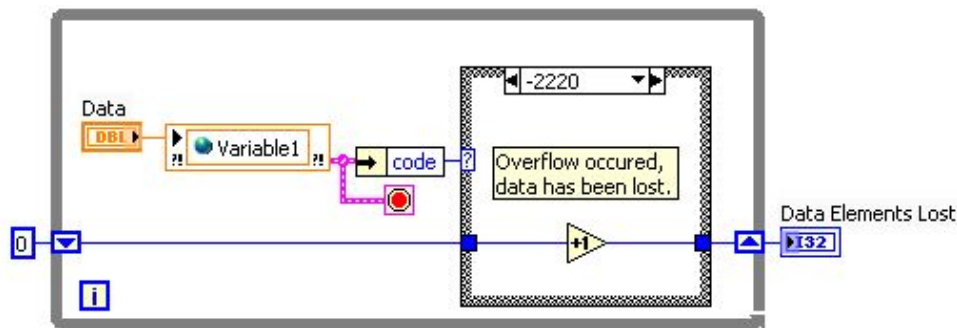 -2220
Data
DBL
Variable1
?!
?!
code
?
Overflow occured,
data has been lost.
Data Elements Lost
0
+1
I32
i